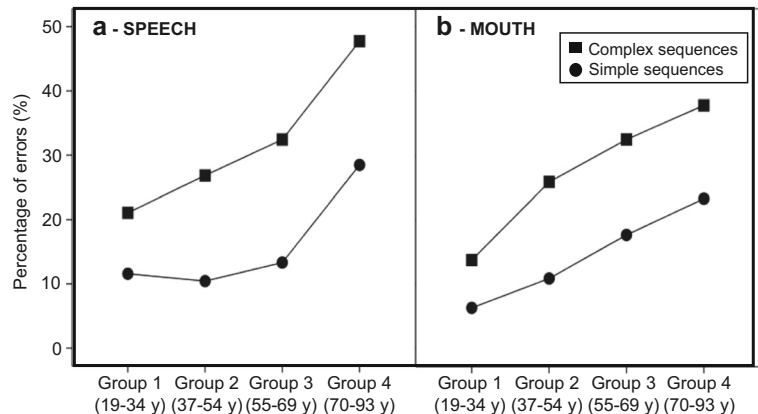 a - SPEECH
b - MOUTH
Complex sequences
Simple sequences
Percentage of errors (%)
50
40
30
20
10
0
Group 1 Group 2 Group 3 Group 4 Group 1 Group 2 Group 3 Group 4
(19-34 y) (37-54 y) (55-69 y) (70-93 y) (19-34 y) (37-54 y) (55-69 y) (70-93 y)